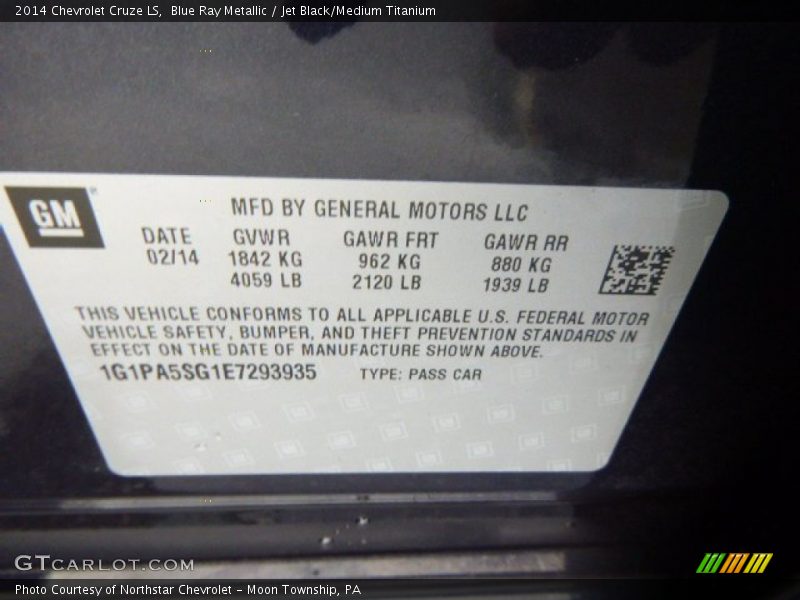 2014 Chevrolet Cruze LS,  Blue Ray Metallic / Jet Black/Medium Titanium
GM
MFD BY GENERAL MOTORS LLC
DATE GVWR GAWR FRT GAWR RR
02/14 1842 KG 962 KG 880 KG
4059 LB 2120 LB 1939 LB
THIS VEHICLE CONFORMS TO ALL APPLICABLE U.S. FEDERAL MOTOR
VEHICLE SAFETY, BUMPER, AND THEFT PREVENTION STANDARDS IN
EFFECT ON THE DATE OF MANUFACTURE SHOWN ABOVE.
1G1PA5SG1E7293935 TYPE: PASS CAR
GTCARLOT.COM
Photo Courtesy of Northstar Chevrolet - Moon Township, PA